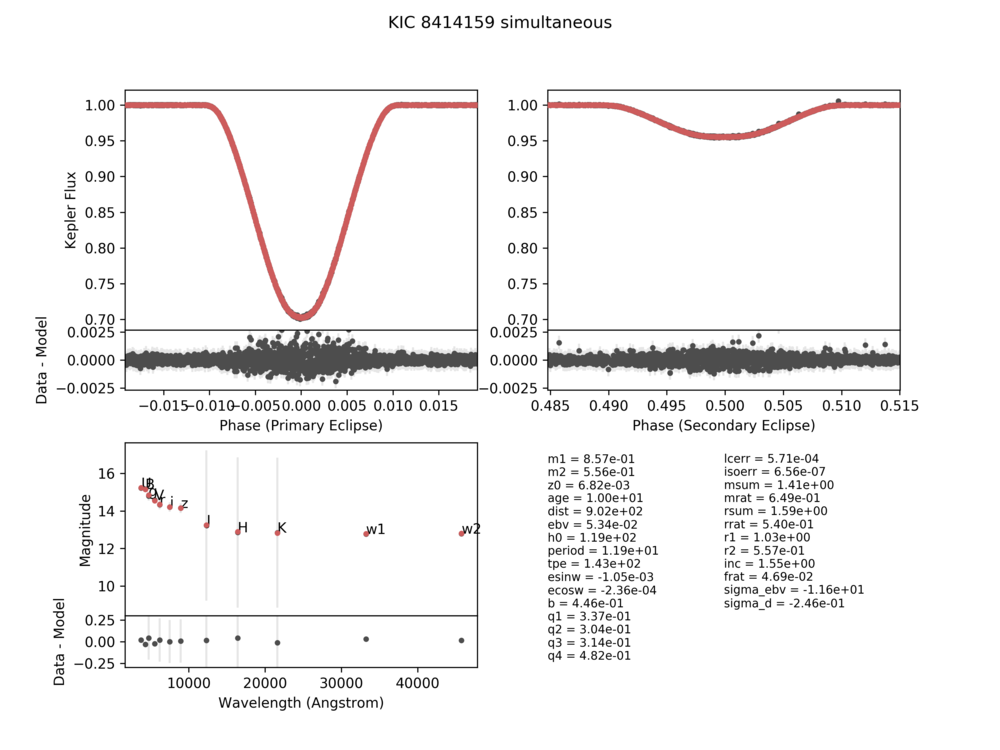 KIC 8414159 simultaneous
1.00
0.95
0.90
0.85
0.80
0.75
0.70
Kepler Flux
1.00
0.95
0.90
0.85
0.80
0.75
0.70
0.0025
0.0000
−0.0025
Data - Model
0.0025
0.0000
−0.0025
−0.015 −0.010 −0.005 0.000 0.005 0.010 0.015
Phase (Primary Eclipse)
0.485 0.490 0.495 0.500 0.505 0.510 0.515
Phase (Secondary Eclipse)
16
14
12
10
Magnitude
U B g V r i z J H K w1 w2
0.25
0.00
−0.25
Data - Model
10000 20000 30000 40000
Wavelength (Angstrom)
m1 = 8.57e-01
m2 = 5.56e-01
z0 = 6.82e-03
age = 1.00e+01
dist = 9.02e+02
ebv = 5.34e-02
h0 = 1.19e+02
period = 1.19e+01
tpe = 1.43e+02
esinw = -1.05e-03
ecosw = -2.36e-04
b = 4.46e-01
q1 = 3.37e-01
q2 = 3.04e-01
q3 = 3.14e-01
q4 = 4.82e-01
lcerr = 5.71e-04
isoerr = 6.56e-07
msum = 1.41e+00
mrat = 6.49e-01
rsum = 1.59e+00
rrat = 5.40e-01
r1 = 1.03e+00
r2 = 5.57e-01
inc = 1.55e+00
frat = 4.69e-02
sigma_ebv = -1.16e+01
sigma_d = -2.46e-01